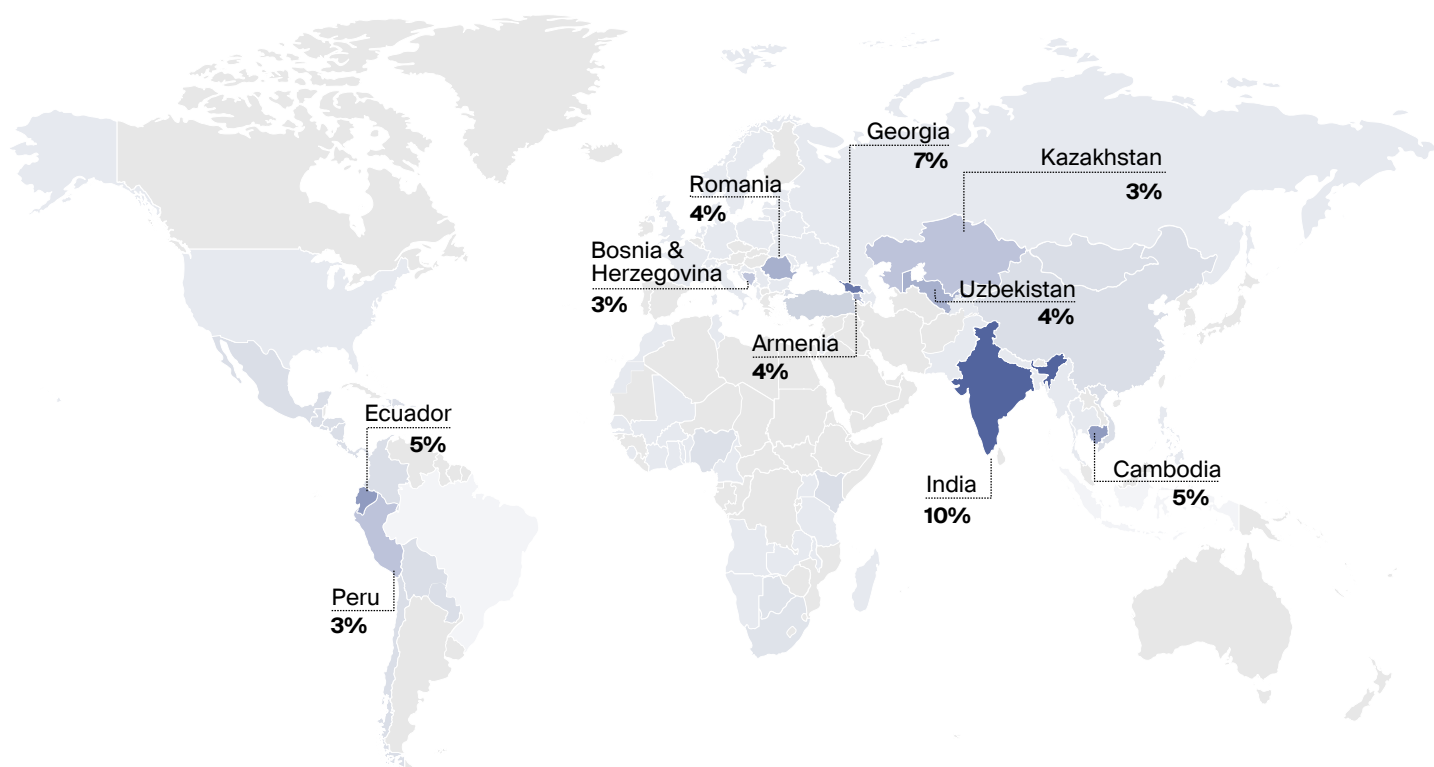 Georgia
7%
Kazakhstan
3%
Romania
4%
Bosnia &
Herzegovina
3%
Uzbekistan
4%
Armenia
4%
Ecuador
5%
India
10%
Cambodia
5%
Peru
3%